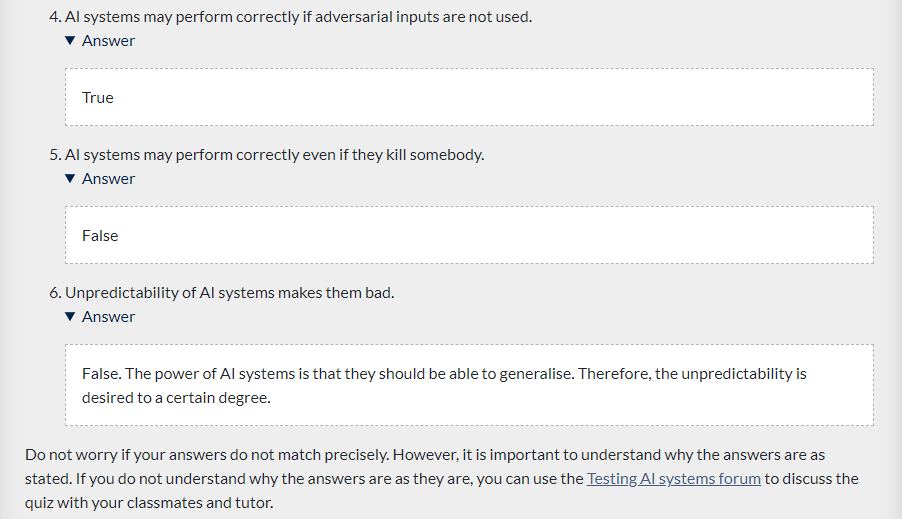 4. AI systems may perform correctly if adversarial inputs are not used.
▼ Answer
True
5. AI systems may perform correctly even if they kill somebody.
▼ Answer
False
6. Unpredictability of AI systems makes them bad.
▼ Answer
False. The power of AI systems is that they should be able to generalise. Therefore, the unpredictability is
desired to a certain degree.
Do not worry if your answers do not match precisely. However, it is important to understand why the answers are as
stated. If you do not understand why the answers are as they are, you can use the Testing AI systems forum to discuss the
quiz with your classmates and tutor.